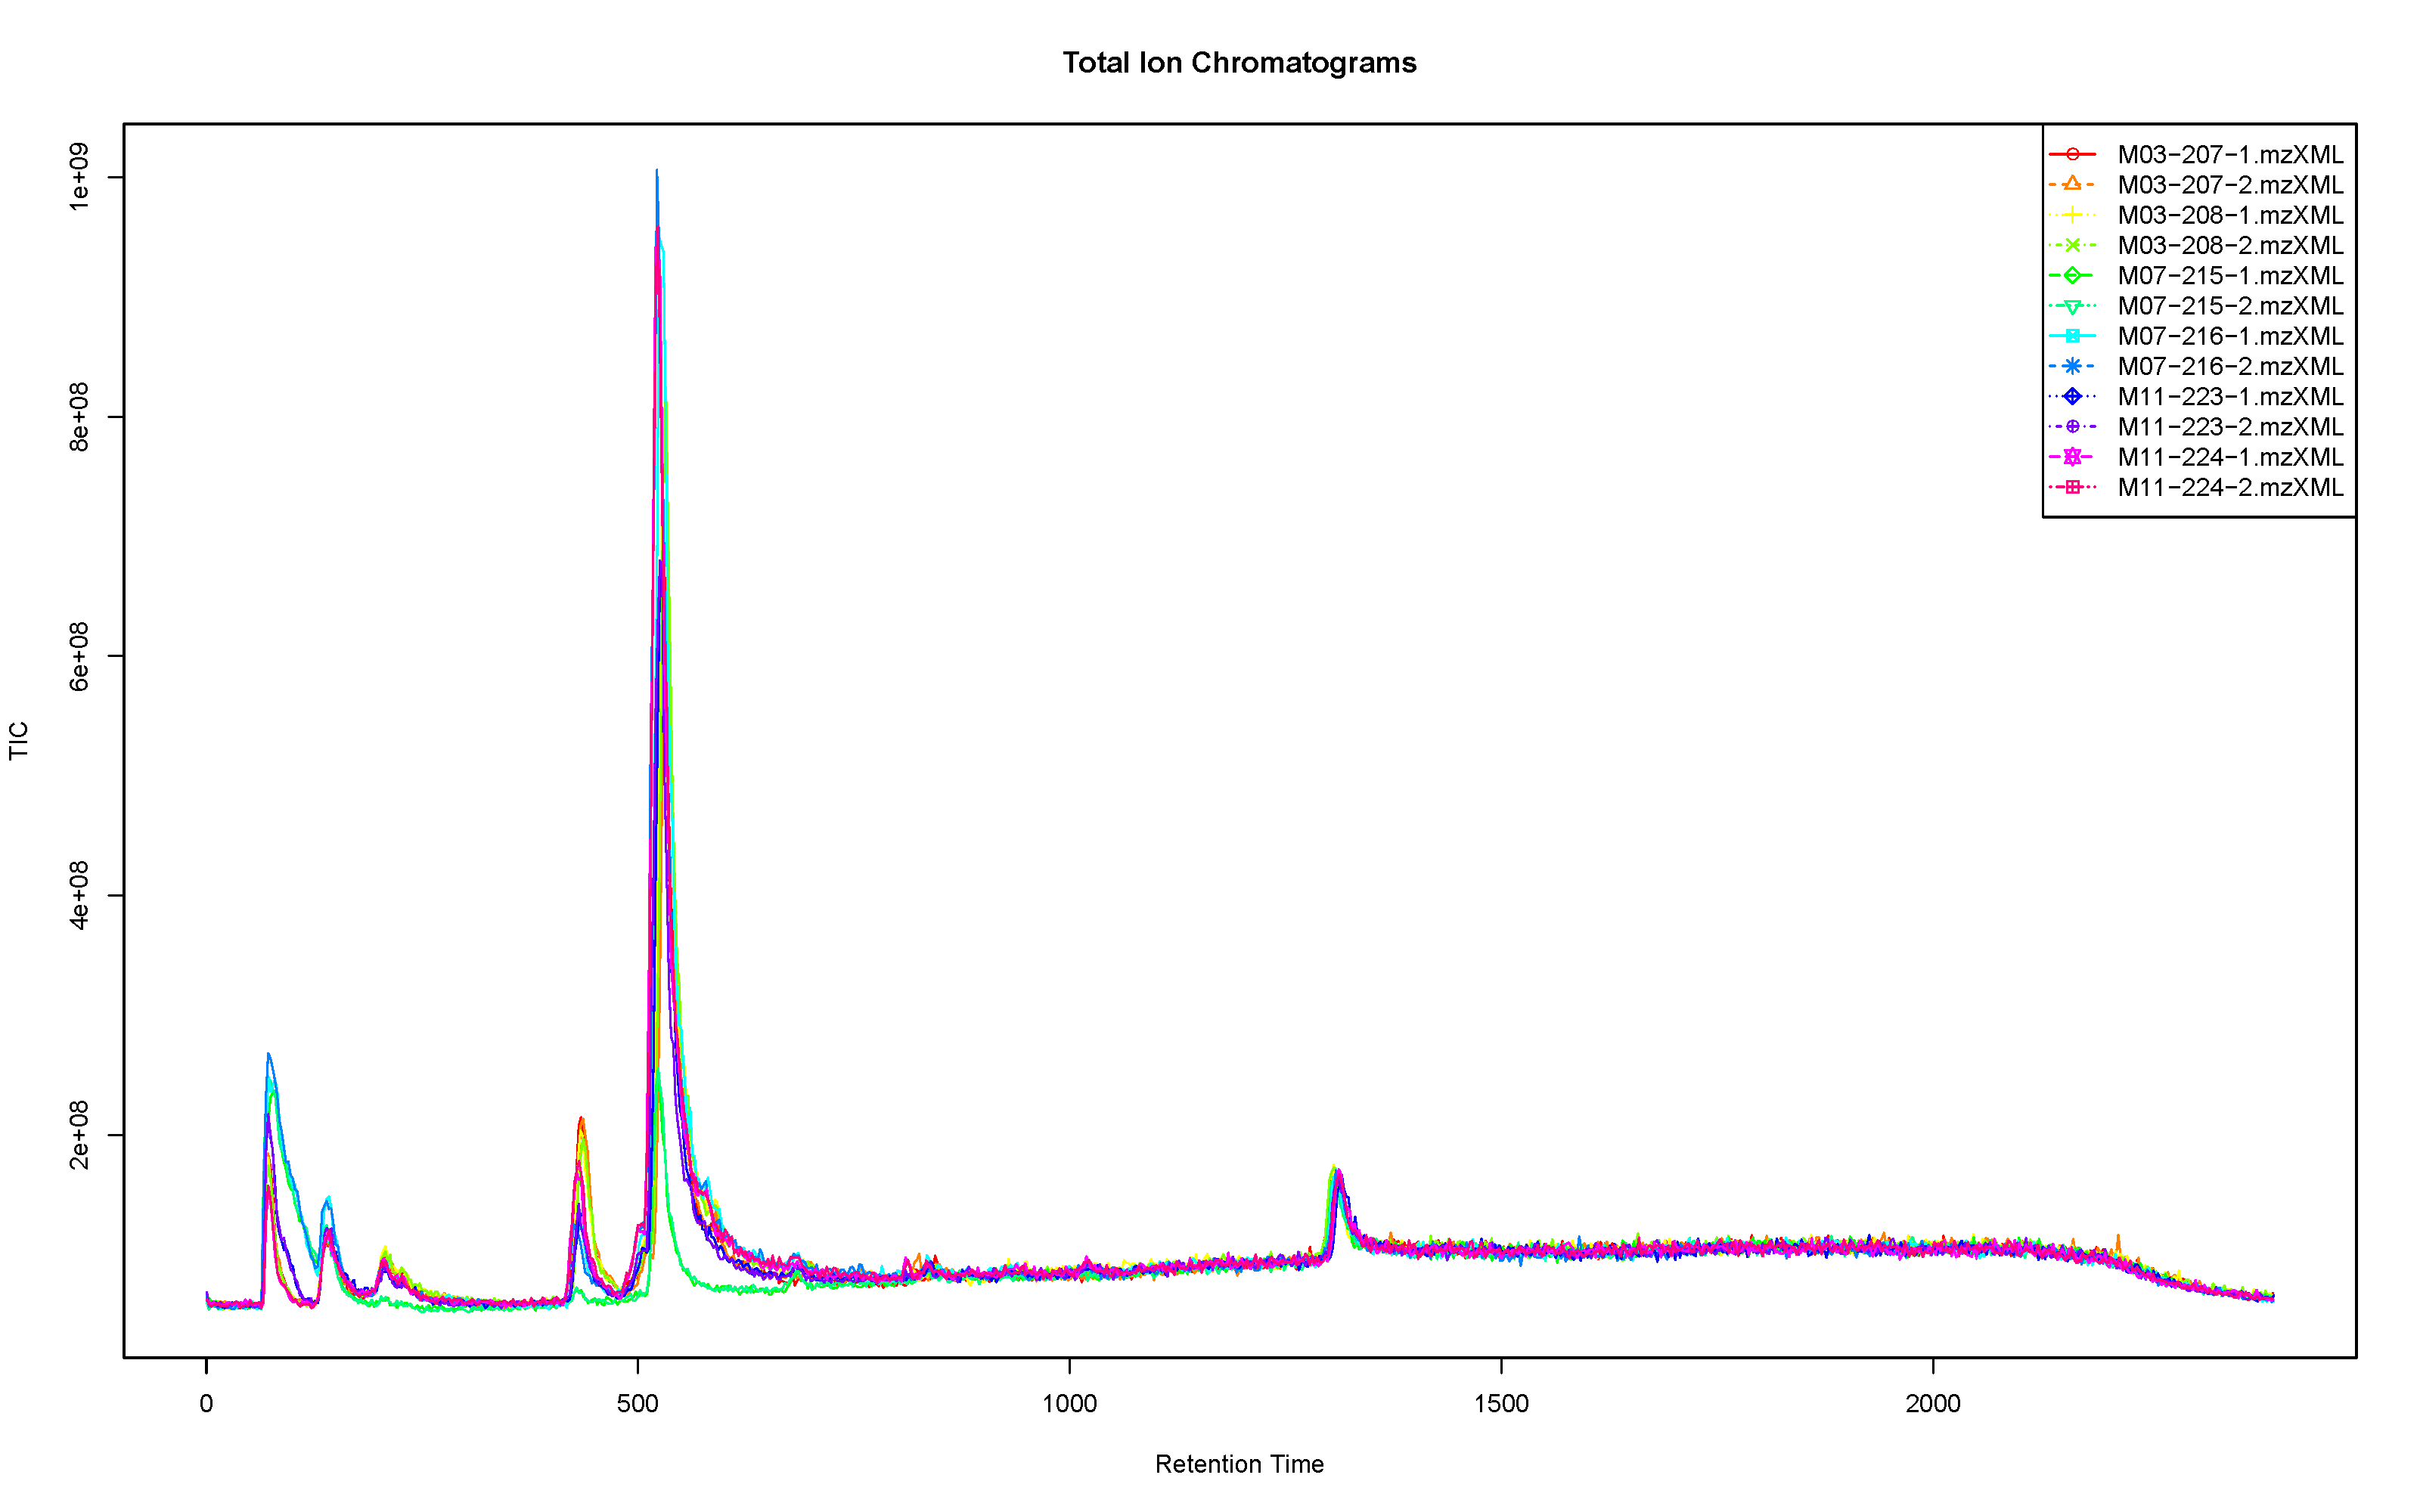 Total Ion Chromatograms
1e+09
8e+08
6e+08
4e+08
2e+08
TIC
M03-207-1.mzXML
M03-207-2.mzXML
M03-208-1.mzXML
M03-208-2.mzXML
M07-215-1.mzXML
M07-215-2.mzXML
M07-216-1.mzXML
M07-216-2.mzXML
M11-223-1.mzXML
M11-223-2.mzXML
M11-224-1.mzXML
M11-224-2.mzXML
0 500 1000 1500 2000
Retention Time